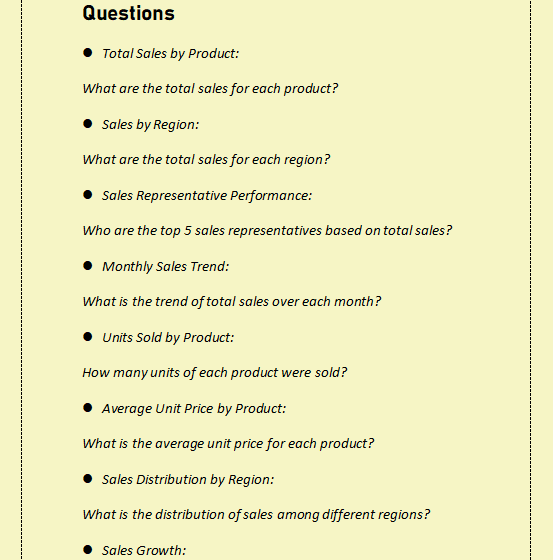 Questions
● Total Sales by Product:
What are the total sales for each product?
● Sales by Region:
What are the total sales for each region?
● Sales Representative Performance:
Who are the top 5 sales representatives based on total sales?
● Monthly Sales Trend:
What is the trend of total sales over each month?
● Units Sold by Product:
How many units of each product were sold?
● Average Unit Price by Product:
What is the average unit price for each product?
● Sales Distribution by Region:
What is the distribution of sales among different regions?
● Sales Growth: